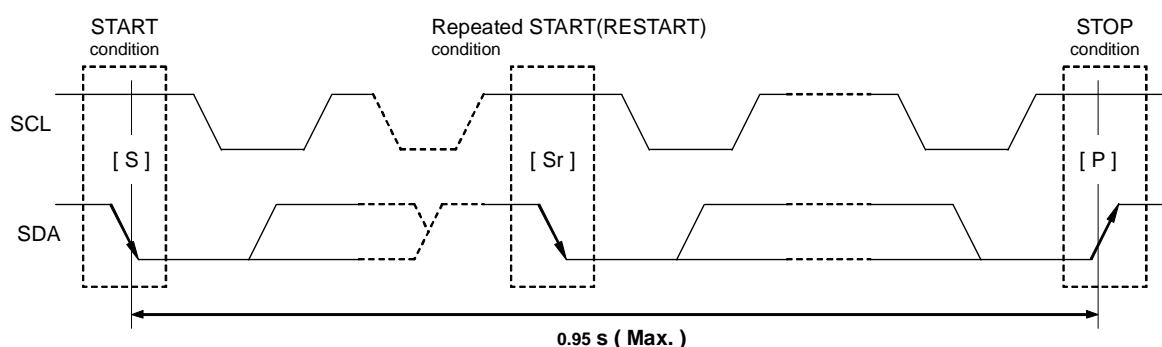 START
condition
Repeated START(RESTART)
condition
STOP
condition
SCL
[ S ]
[ Sr ]
[ P ]
SDA
0.95 s ( Max. )